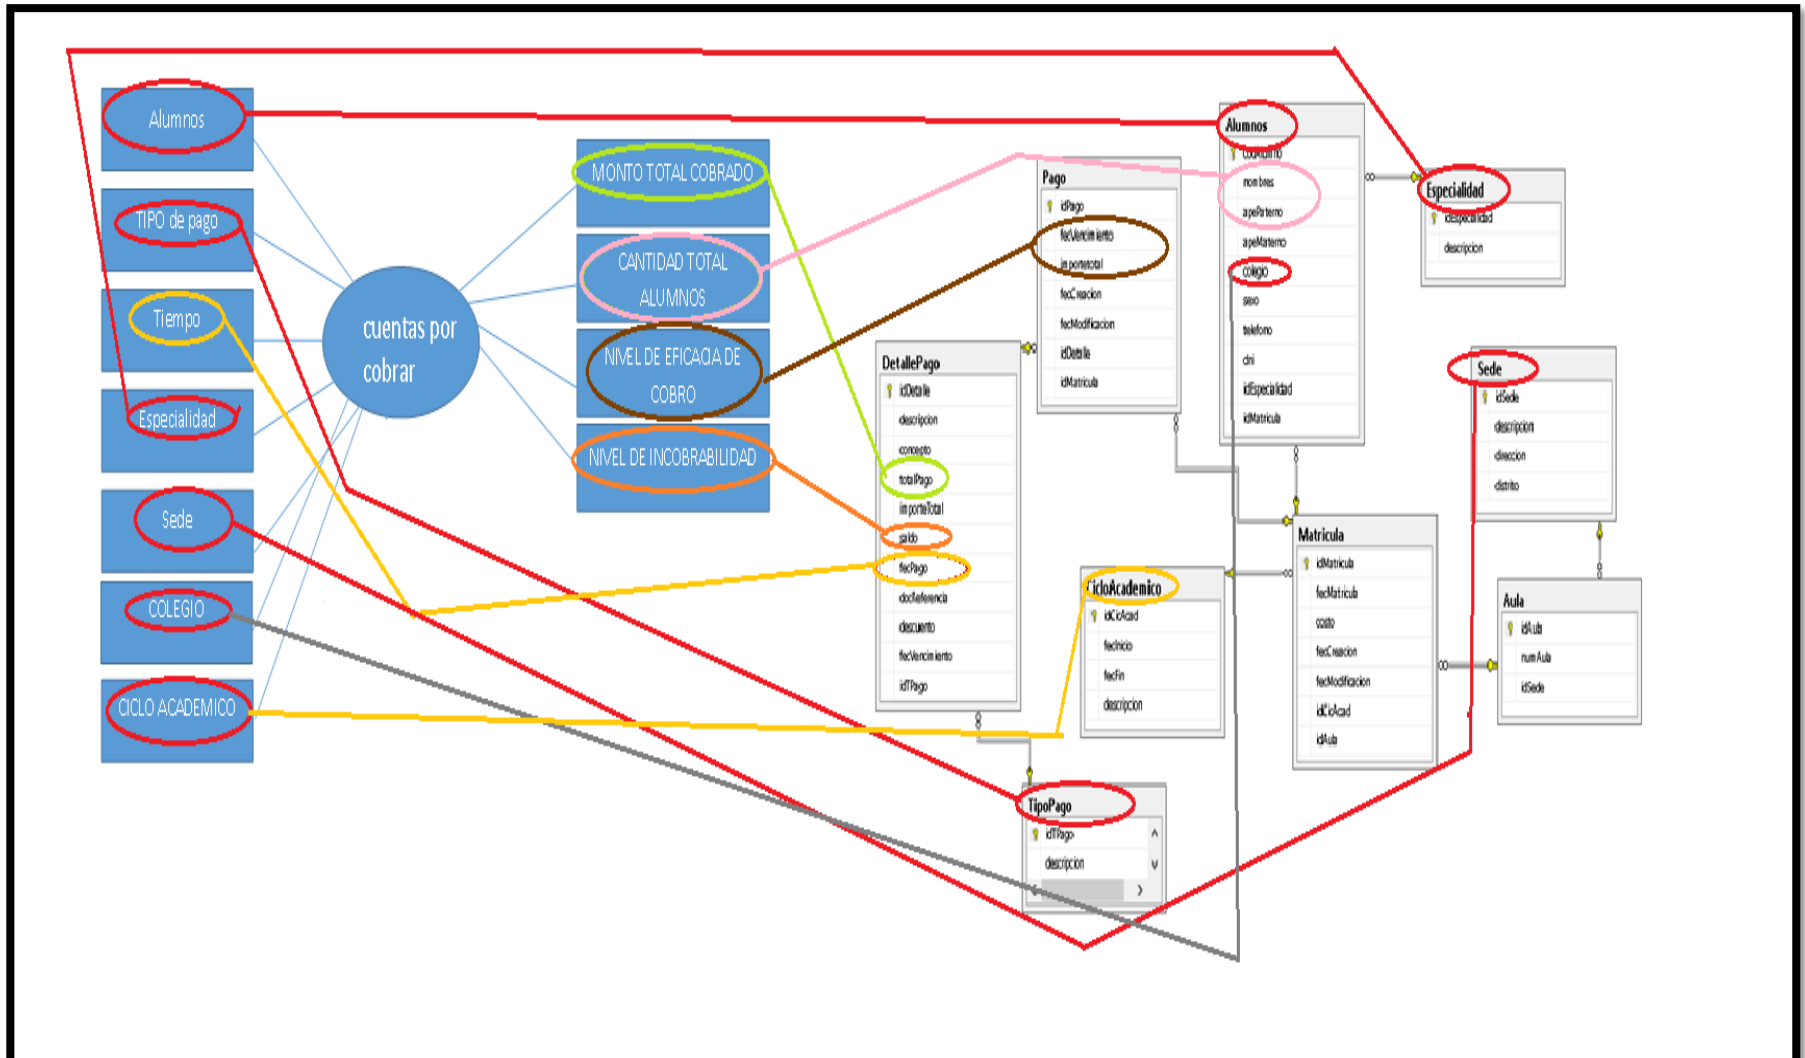 Alumnos
TIPO de pago
Tiempo
Especialidad
Sede
COLEGIO
CICLO ACADEMICO
cuentas por
cobrar
MONTO TOTAL COBRADO
CANTIDAD TOTAL
ALUMNOS
NIVEL DE EFICACIA DE
COBRO
NIVEL DE INCOBRABILIDAD
DetallePago
idDetalle
descripcion
concepto
totalPago
importeTotal
saldo
fecPago
docReferencia
descuento
fecVencimiento
idTPago
Pago
idPago
fecVencimiento
importetotal
fecCreacion
fecModificacion
idDetalle
idMatricula
Alumnos
codAlumno
nombres
apePaterno
apeMaterno
colegio
sexo
telefono
dni
idEspecialidad
idMatricula
Especialidad
idEspecialidad
descripcion
Sede
idSede
descripcion
direccion
distrito
CicloAcademico
idCicAcad
fecInicio
fecFin
descripcion
Matricula
idMatricula
fecMatricula
costo
fecCreacion
fecModificacion
idCicAcad
idAula
Aula
idAula
numAula
idSede
TipoPago
idTPago
descripcion